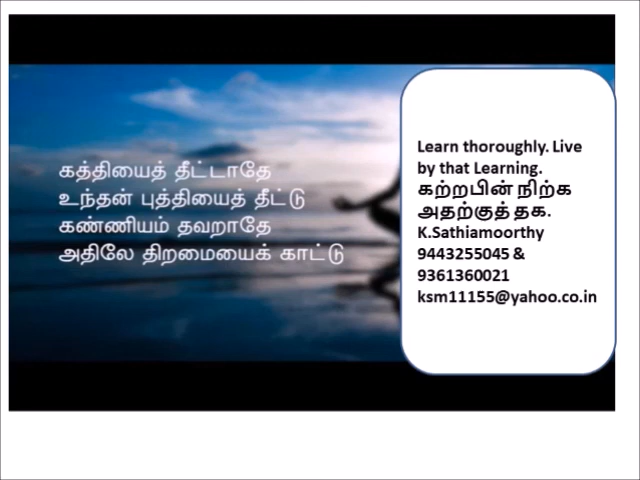 கத்தியைத் தீட்டாதே
உந்தன் புத்தியைத் தீட்டு
கண்ணியம் தவறாதே
அதிலே திறமையைக் காட்டு
Learn thoroughly. Live
by that Learning.
கற்றபின் நிற்க
அதற்குத் தக.
K.Sathiamoorthy
9443255045 &
9361360021
ksm11155@yahoo.co.in